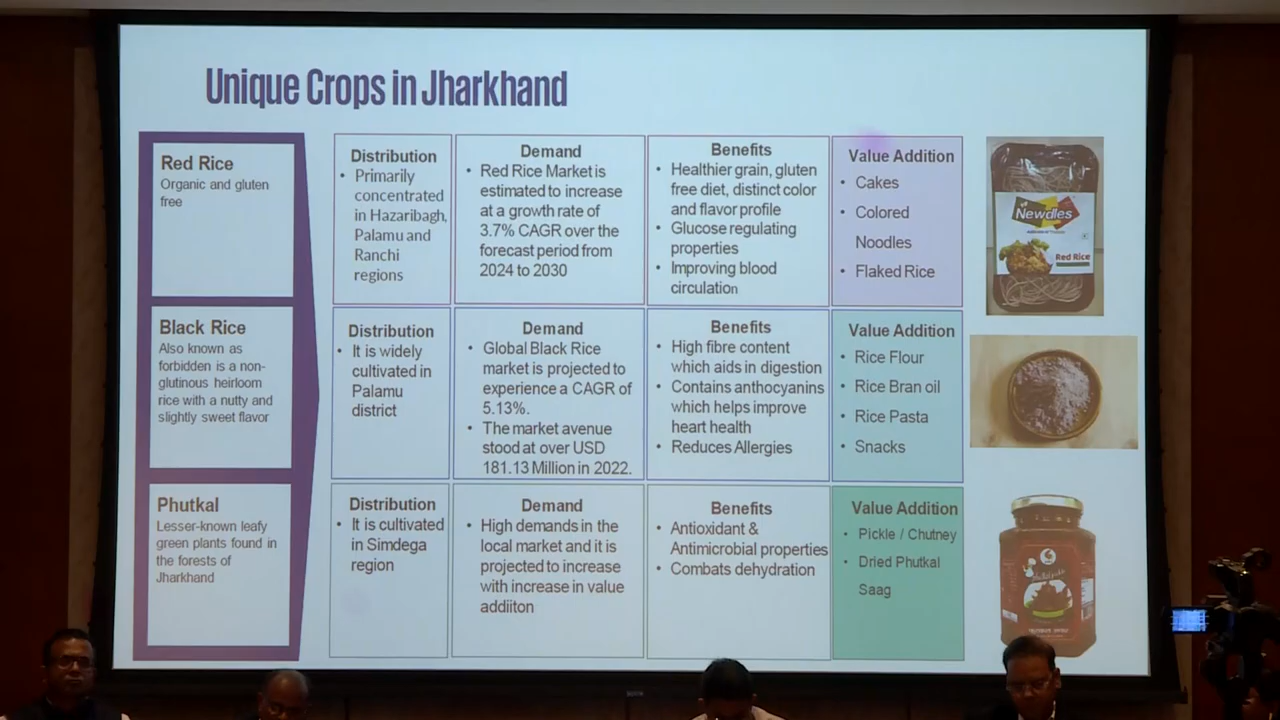 Unique Crops in Jharkhand
Red Rice
Organic and gluten
free
Distribution
• Primarily
concentrated
in Hazaribagh,
Palamu and
Ranchi
regions
Demand
• Red Rice Market is
estimated to increase
at a growth rate of
3.7% CAGR over the
forecast period from
2024 to 2030
Benefits
• Healthier grain, gluten
free diet, distinct color
and flavor profile
• Glucose regulating
properties
• Improving blood
circulation
Value Addition
• Cakes
• Colored
Noodles
• Flaked Rice
Newdles
Red Rice
Black Rice
Also known as
forbidden is a non-
glutinous heirloom
rice with a nutty and
slightly sweet flavor
Distribution
• It is widely
cultivated in
Palamu
district
Demand
• Global Black Rice
market is projected to
experience a CAGR of
5.13%.
• The market avenue
stood at over USD
181.13 Million in 2022.
Benefits
• High fibre content
which aids in digestion
• Contains anthocyanins
which helps improve
heart health
• Reduces Allergies
Value Addition
• Rice Flour
• Rice Bran oil
• Rice Pasta
• Snacks
Phutkal
Lesser-known leafy
green plants found in
the forests of
Jharkhand
Distribution
• It is cultivated
in Simdega
region
Demand
• High demands in the
local market and it is
projected to increase
with increase in value
addiiton
Benefits
• Antioxidant &
Antimicrobial properties
• Combats dehydration
Value Addition
• Pickle / Chutney
• Dried Phutkal
Saag